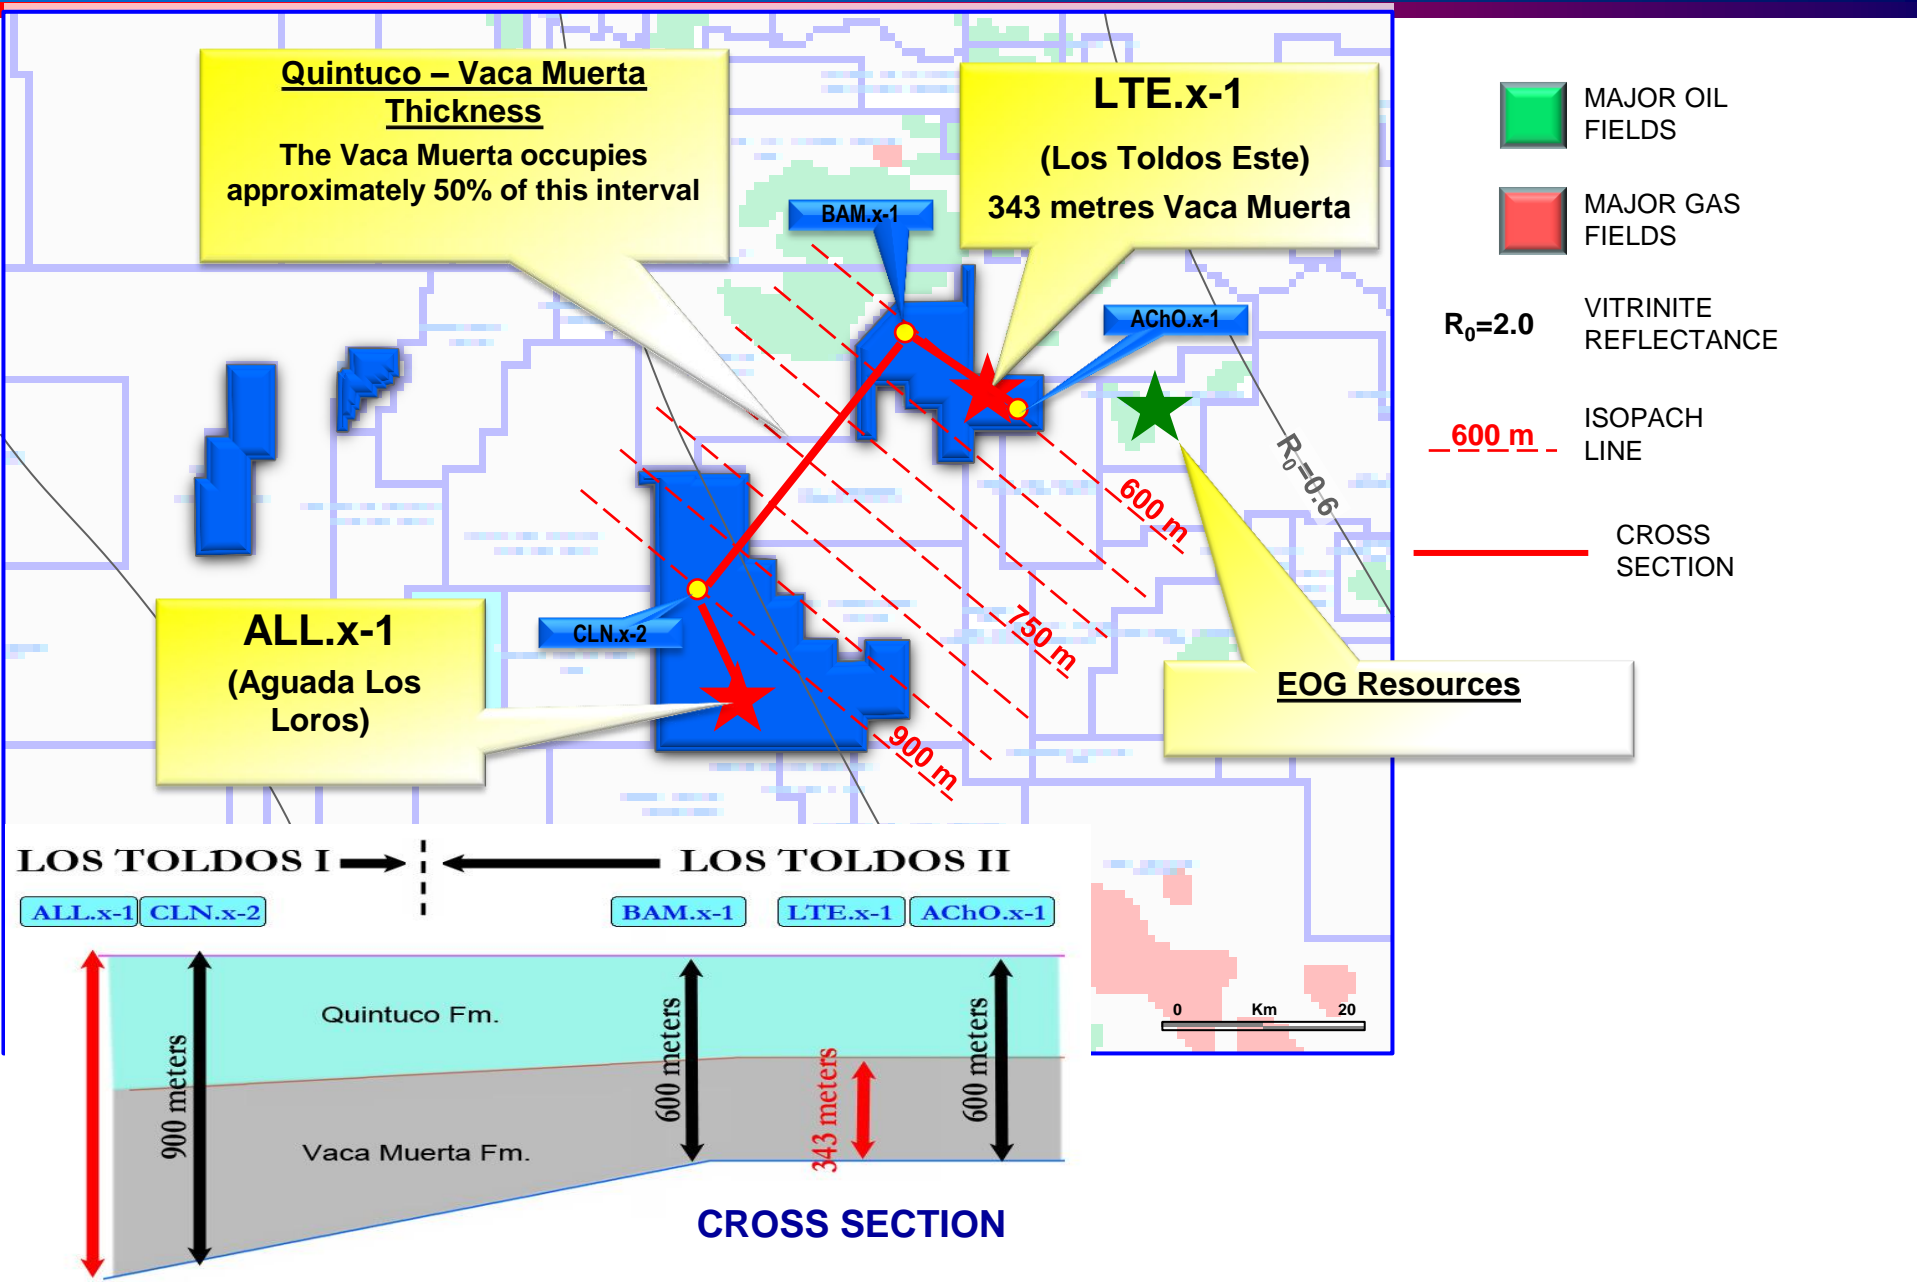 Quintuco – Vaca Muerta
Thickness
The Vaca Muerta occupies
approximately 50% of this interval
LTE.x-1
(Los Toldos Este)
343 metres Vaca Muerta
BAM.x-1
AChO.x-1
MAJOR OIL
FIELDS
MAJOR GAS
FIELDS
R0=2.0
VITRINITE
REFLECTANCE
600 m
ISOPACH
LINE
CROSS
SECTION
R0=0.6
600 m
750 m
900 m
CLN.x-2
ALL.x-1
(Aguada Los
Loros)
EOG Resources
LOS TOLDOS I
LOS TOLDOS II
ALL.x-1
CLN.x-2
BAM.x-1
LTE.x-1
AChO.x-1
Quintuco Fm.
Vaca Muerta Fm.
900 meters
600 meters
343 meters
600 meters
0 Km 20
CROSS SECTION